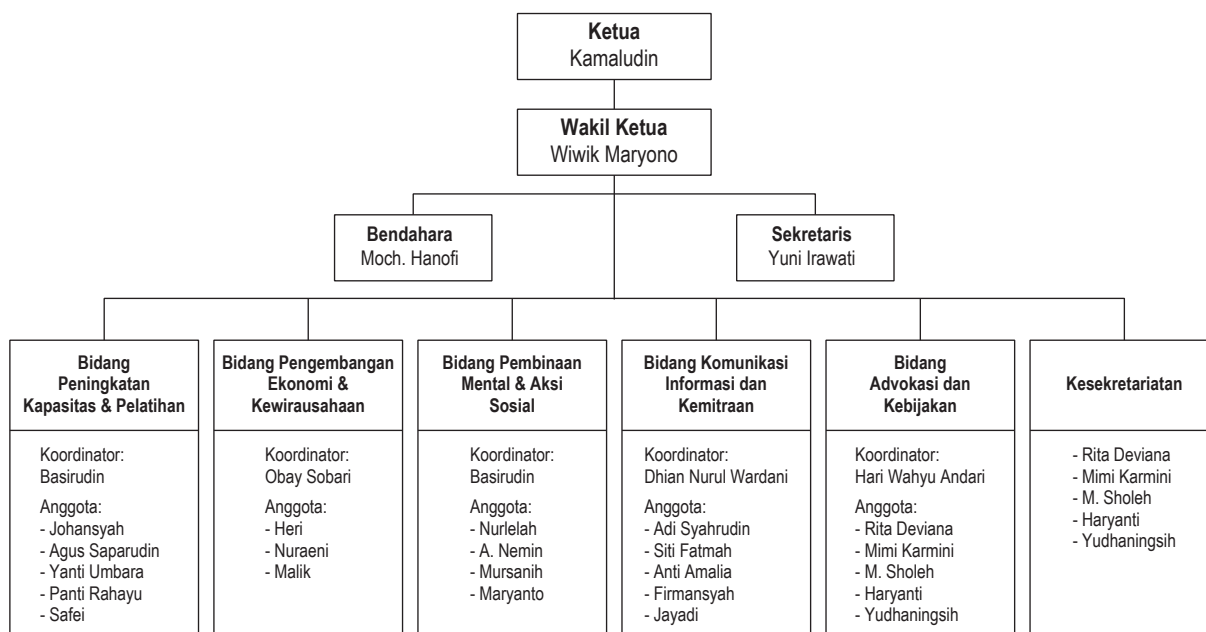 Ketua
Kamaludin
Wakil Ketua
Wiwik Maryono
Bendahara
Moch. Hanofi
Sekretaris
Yuni Irawati
Bidang
Peningkatan
Kapasitas & Pelatihan
Koordinator:
Basirudin
Anggota:
- Johansyah
- Agus Saparudin
- Yanti Umbara
- Panti Rahayu
- Safei
Bidang Pengembangan
Ekonomi &
Kewirausahaan
Koordinator:
Obay Sobari
Anggota:
- Heri
- Nuraeni
- Malik
Bidang Pembinaan
Mental & Aksi
Sosial
Koordinator:
Basirudin
Anggota:
- Nurlelah
- A. Nemin
- Mursanih
- Maryanto
Bidang Komunikasi
Informasi dan
Kemitraan
Koordinator:
Dhian Nurul Wardani
Anggota:
- Adi Syahrudin
- Siti Fatmah
- Anti Amalia
- Firmansyah
- Jayadi
Bidang
Advokasi dan
Kebijakan
Koordinator:
Hari Wahyu Andari
Anggota:
- Rita Deviana
- Mimi Karmini
- M. Sholeh
- Haryanti
- Yudhaningsih
Kesekretariatan
- Rita Deviana
- Mimi Karmini
- M. Sholeh
- Haryanti
- Yudhaningsih